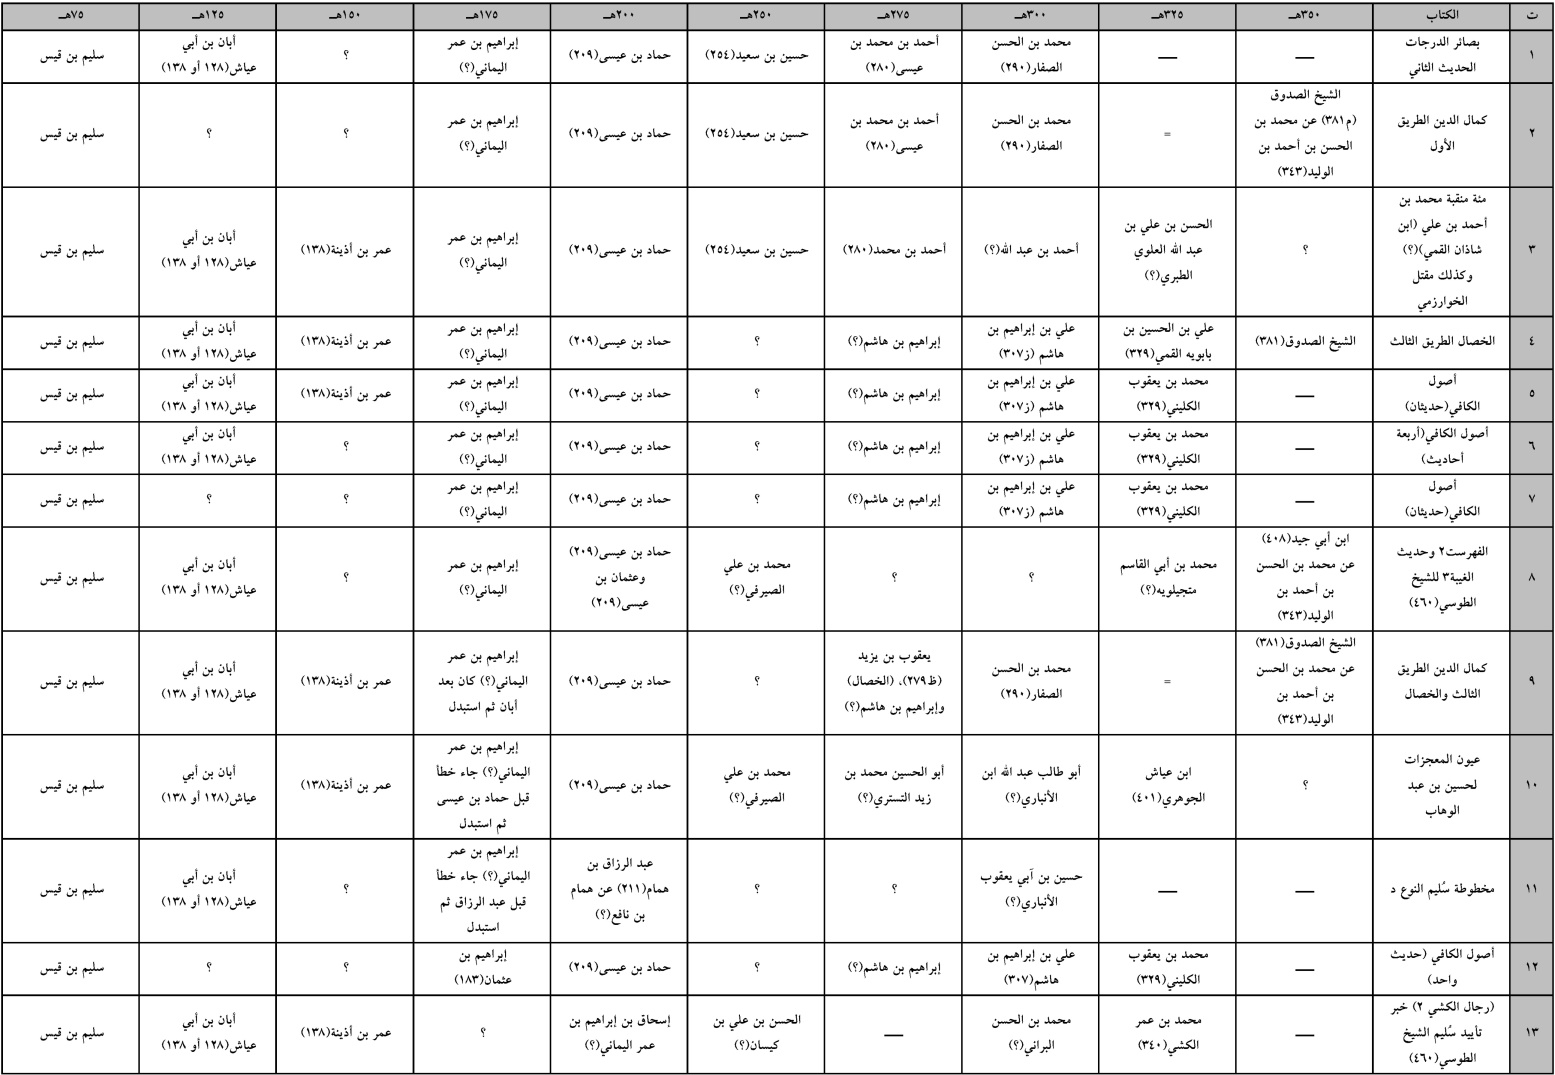 ت الكتاب ٣٥٠هـ ٣٢٥هـ ٣٠٠هـ ٢٧٥هـ ٢٥٠هـ ٢٠٠هـ ١٧٥هـ ١٥٠هـ ١٢٥هـ ٧٥هـ
١
بصائر الدرجات
الحديث الثاني
—
—
محمد بن الحسن
الصفار(٢٩٠)
أحمد بن محمد بن
عيسى(٢٨٠)
حسين بن سعيد(٢٥٤)
حماد بن عيسى(٢٠٩)
إبراهيم بن عمر
اليماني(؟)
؟
أبان بن أبي
عياش(١٢٨ أو ١٣٨)
سليم بن قيس
٢
كمال الدين الطريق
الأول
الشيخ الصدوق
(م٣٨١) عن محمد بن
الحسن بن أحمد بن
الوليد(٣٤٣)
=
محمد بن الحسن
الصفار(٢٩٠)
أحمد بن محمد بن
عيسى(٢٨٠)
حسين بن سعيد(٢٥٤)
حماد بن عيسى(٢٠٩)
إبراهيم بن عمر
اليماني(؟)
؟
؟
سليم بن قيس
٣
مئة منقبة محمد بن
أحمد بن علي (ابن
شاذان القمي)(؟)
وكذلك مقتل
الخوارزمي
؟
الحسن بن علي بن
عبد الله العلوي
الطبري(؟)
أحمد بن عبد الله(؟)
أحمد بن محمد(٢٨٠)
حسين بن سعيد(٢٥٤)
حماد بن عيسى(٢٠٩)
إبراهيم بن عمر
اليماني(؟)
عمر بن أذينة(١٣٨)
أبان بن أبي
عياش(١٢٨ أو ١٣٨)
سليم بن قيس
٤
الخصال الطريق الثالث
الشيخ الصدوق(٣٨١)
علي بن الحسين بن
بابويه القمي(٣٢٩)
علي بن إبراهيم بن
هاشم (ز٣٠٧)
إبراهيم بن هاشم(؟)
؟
حماد بن عيسى(٢٠٩)
إبراهيم بن عمر
اليماني(؟)
عمر بن أذينة(١٣٨)
أبان بن أبي
عياش(١٢٨ أو ١٣٨)
سليم بن قيس
٥
أصول
الكافي(حديثان)
—
محمد بن يعقوب
الكليني(٣٢٩)
علي بن إبراهيم بن
هاشم (ز٣٠٧)
إبراهيم بن هاشم(؟)
؟
حماد بن عيسى(٢٠٩)
إبراهيم بن عمر
اليماني(؟)
عمر بن أذينة(١٣٨)
أبان بن أبي
عياش(١٢٨ أو ١٣٨)
سليم بن قيس
٦
أصول الكافي(أربعة
أحاديث)
—
محمد بن يعقوب
الكليني(٣٢٩)
علي بن إبراهيم بن
هاشم (ز٣٠٧)
إبراهيم بن هاشم(؟)
؟
حماد بن عيسى(٢٠٩)
إبراهيم بن عمر
اليماني(؟)
؟
أبان بن أبي
عياش(١٢٨ أو ١٣٨)
سليم بن قيس
٧
أصول
الكافي(حديثان)
—
محمد بن يعقوب
الكليني(٣٢٩)
علي بن إبراهيم بن
هاشم (ز٣٠٧)
إبراهيم بن هاشم(؟)
؟
حماد بن عيسى(٢٠٩)
إبراهيم بن عمر
اليماني(؟)
؟
؟
سليم بن قيس
٨
الفهرست٢ وحديث
الغيبة٣ للشيخ
الطوسي(٤٦٠)
ابن أبي جيد(٤٠٨)
عن محمد بن الحسن
بن أحمد بن
الوليد(٣٤٣)
محمد بن أبي القاسم
متجيلويه(؟)
؟
؟
محمد بن علي
الصيرفي(؟)
حماد بن عيسى(٢٠٩)
وعثمان بن
عيسى(٢٠٩)
إبراهيم بن عمر
اليماني(؟)
؟
أبان بن أبي
عياش(١٢٨ أو ١٣٨)
سليم بن قيس
٩
كمال الدين الطريق
الثالث والخصال
الشيخ الصدوق(٣٨١)
عن محمد بن الحسن
بن أحمد بن
الوليد(٣٤٣)
=
محمد بن الحسن
الصفار(٢٩٠)
يعقوب بن يزيد
(ظ٢٧٩)، (الخصال)
وإبراهيم بن هاشم(؟)
؟
حماد بن عيسى(٢٠٩)
إبراهيم بن عمر
اليماني(؟) كان بعد
أبان ثم استبدل
عمر بن أذينة(١٣٨)
أبان بن أبي
عياش(١٢٨ أو ١٣٨)
سليم بن قيس
١٠
عيون المعجزات
لحسين بن عبد
الوهاب
؟
ابن عياش
الجوهري(٤٠١)
أبو طالب عبد الله ابن
الأنباري(؟)
أبو الحسين محمد بن
زيد التستري(؟)
محمد بن علي
الصيرفي(؟)
حماد بن عيسى(٢٠٩)
إبراهيم بن عمر
اليماني(؟) جاء خطأ
قبل حماد بن عيسى
ثم استبدل
عمر بن أذينة(١٣٨)
أبان بن أبي
عياش(١٢٨ أو ١٣٨)
سليم بن قيس
١١
مخطوطة سُليم النوع د
—
—
حسين بن أبي يعقوب
الأنباري(؟)
؟
؟
عبد الرزاق بن
همام(٢١١) عن همام
بن نافع(؟)
إبراهيم بن عمر
اليماني(؟) جاء خطأ
قبل عبد الرزاق ثم
استبدل
؟
أبان بن أبي
عياش(١٢٨ أو ١٣٨)
سليم بن قيس
١٢
أصول الكافي (حديث
واحد)
—
محمد بن يعقوب
الكليني(٣٢٩)
علي بن إبراهيم بن
هاشم(٣٠٧)
إبراهيم بن هاشم(؟)
؟
حماد بن عيسى(٢٠٩)
إبراهيم بن
عثمان(١٨٣)
؟
؟
سليم بن قيس
١٣
(رجال الكشي ٢) خبر
تأييد سُليم الشيخ
الطوسي(٤٦٠)
—
محمد بن عمر
الكشي(٣٤٠)
محمد بن الحسن
البراني(؟)
—
الحسن بن علي بن
كيسان(؟)
إسحاق بن إبراهيم بن
عمر اليماني(؟)
؟
عمر بن أذينة(١٣٨)
أبان بن أبي
عياش(١٢٨ أو ١٣٨)
سليم بن قيس